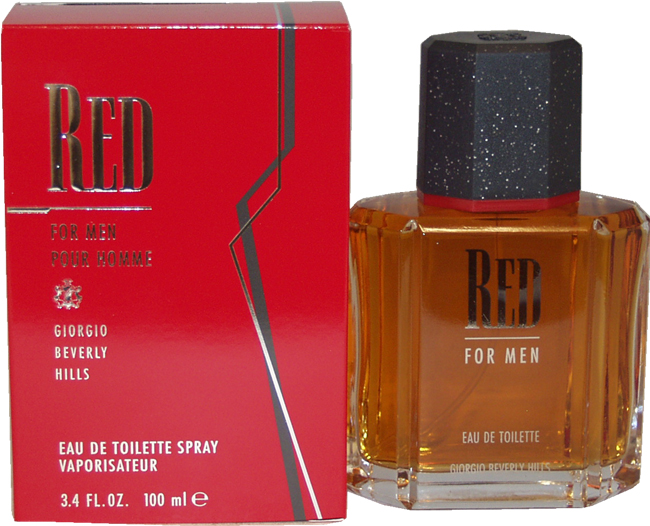 RED
FOR MEN
POUR HOMME
GIORGIO
BEVERLY
HILLS
EAU DE TOILETTE SPRAY
VAPORISATEUR
3.4 FL.OZ. 100 ml ℮
RED
FOR MEN
EAU DE TOILETTE
GIORGIO BEVERLY HILLS